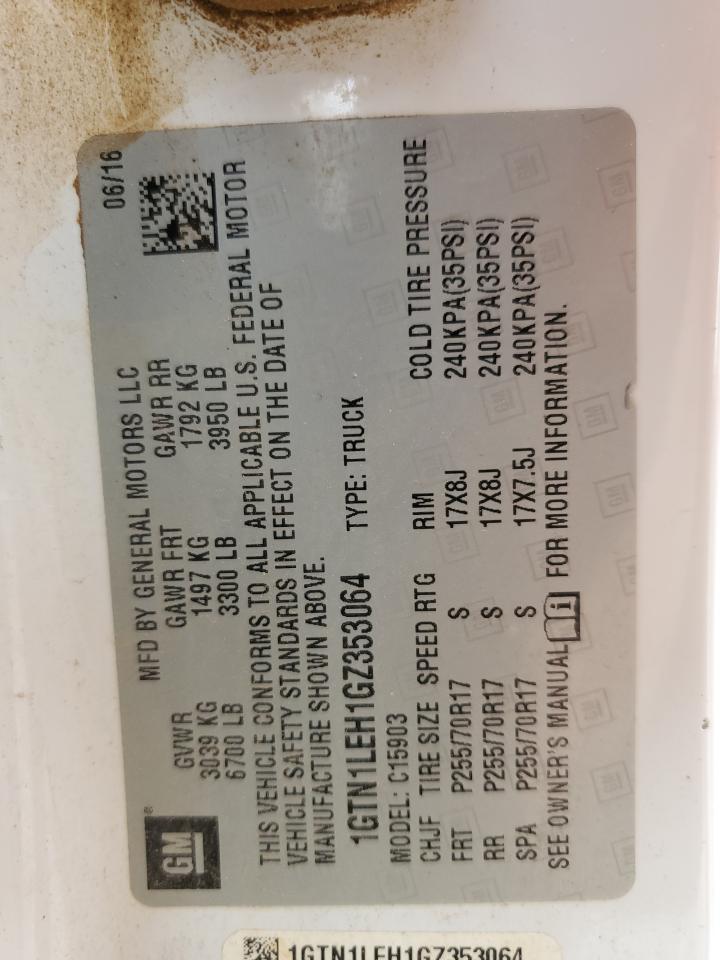 GM®
MFD BY GENERAL MOTORS LLC 06/16
GVWR GAWR FRT GAWR RR
3039 KG 1497 KG 1792 KG
6700 LB 3300 LB 3950 LB
THIS VEHICLE CONFORMS TO ALL APPLICABLE U.S. FEDERAL MOTOR
VEHICLE SAFETY STANDARDS IN EFFECT ON THE DATE OF
MANUFACTURE SHOWN ABOVE.
1GTN1LEH1GZ353064 TYPE: TRUCK
MODEL: C15903
CHJF TIRE SIZE SPEED RTG RIM COLD TIRE PRESSURE
FRT P255/70R17 S 17X8J 240KPA(35PSI)
RR P255/70R17 S 17X8J 240KPA(35PSI)
SPA P255/70R17 S 17X7.5J 240KPA(35PSI)
SEE OWNER'S MANUAL i FOR MORE INFORMATION.
1GTN1LEH1GZ353064